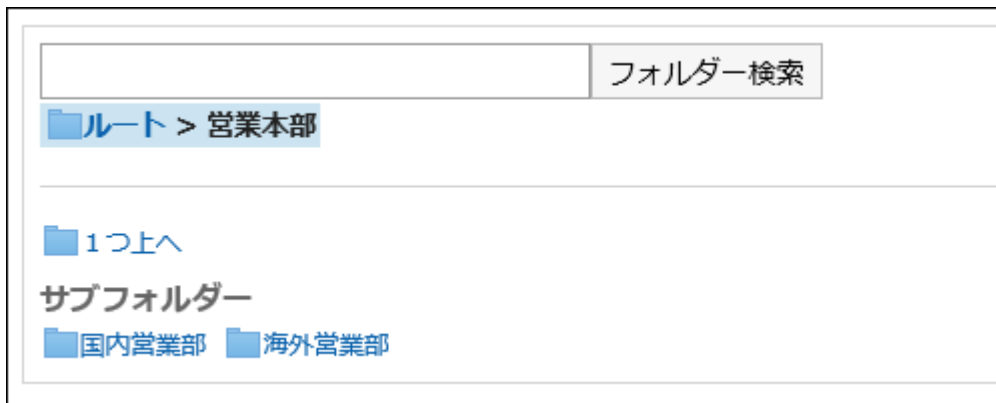 フォルダー検索
ルート > 営業本部
1つ上へ
サブフォルダー
国内営業部 海外営業部